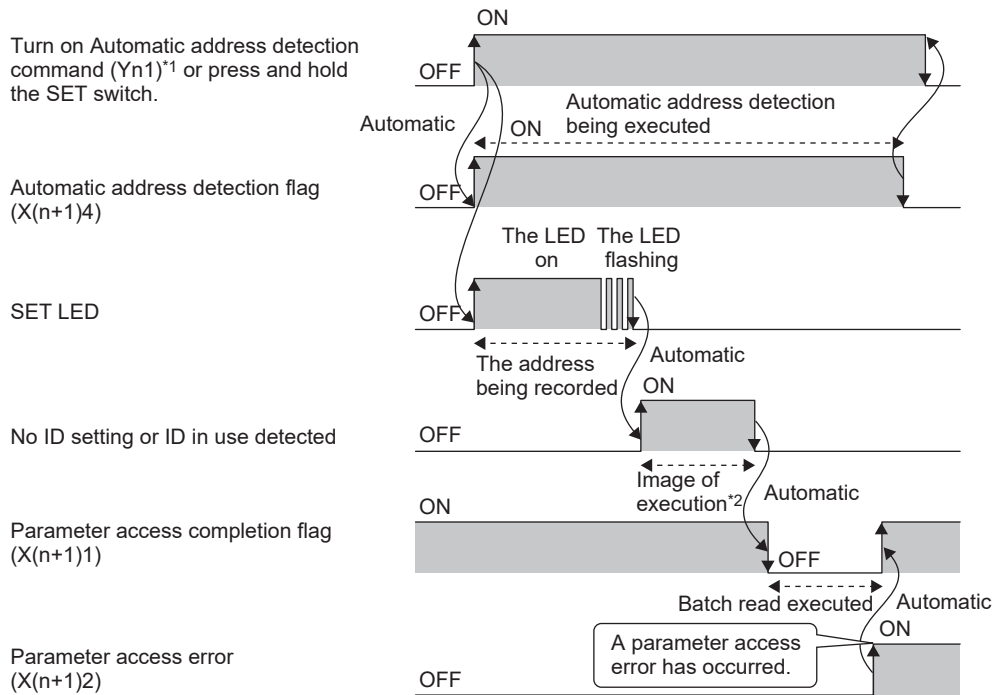 ON
Turn on Automatic address detection
command (Yn1)*1 or press and hold
the SET switch.
OFF
Automatic address detection
being executed
Automatic
ON
Automatic address detection flag
(X(n+1)4)
OFF
The LED
on
The LED
flashing
SET LED
OFF
The address
being recorded
Automatic
ON
No ID setting or ID in use detected
OFF
Image of
execution*2
Automatic
ON
Parameter access completion flag
(X(n+1)1)
OFF
Batch read executed
Automatic
A parameter access
error has occurred.
ON
Parameter access error
(X(n+1)2)
OFF